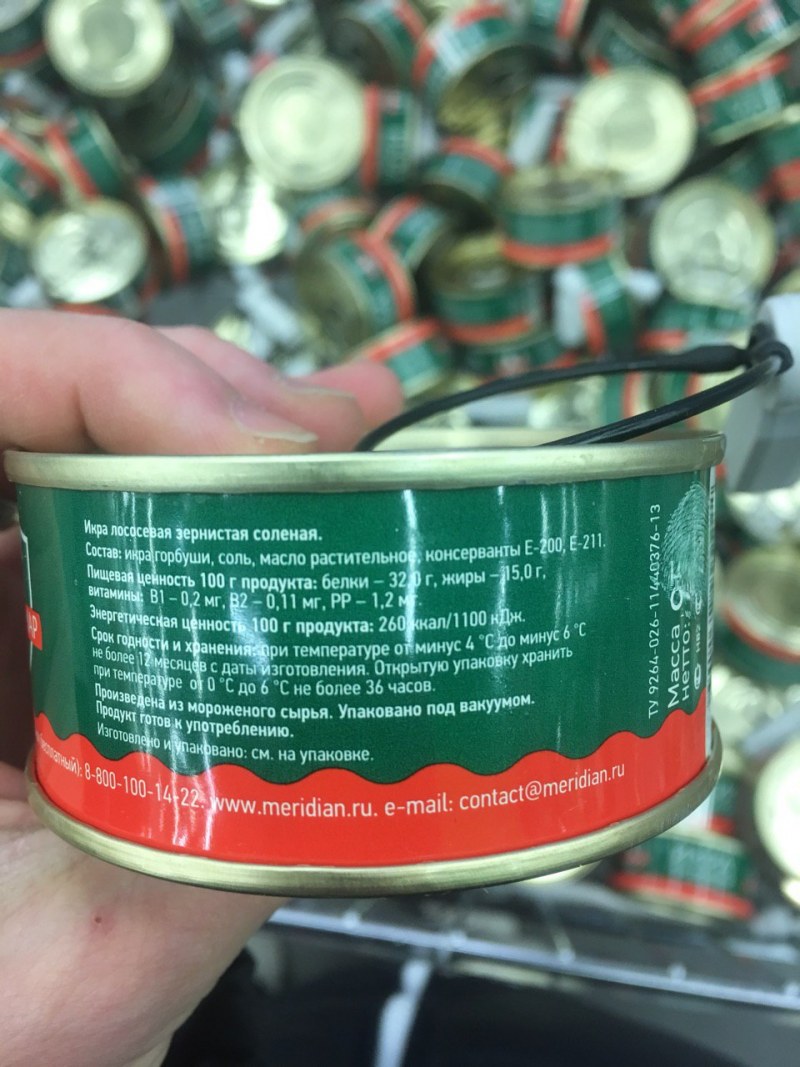 Икра лососевая зернистая соленая.
Состав: икра горбуши, соль, масло растительное, консерванты Е-200, Е-211.
Пищевая ценность 100 г продукта: белки – 32,0 г, жиры – 15,0 г,
витамины: В1 – 0,2 мг, В2 – 0,11 мг, РР – 1,2 мг.
Энергетическая ценность 100 г продукта: 260 ккал/1100 кДж.
Срок годности и хранения: при температуре от минус 4 °С до минус 6 °С
не более 12 месяцев с даты изготовления. Открытую упаковку хранить
при температуре от 0 °С до 6 °С не более 36 часов.
Произведена из мороженого сырья. Упаковано под вакуумом.
Продукт готов к употреблению.
Изготовлено и упаковано: см. на упаковке.
8-800-100-14-22. www.meridian.ru. e-mail: contact@meridian.ru
ТУ 9264-026-11440376-13
Масса
нетто: